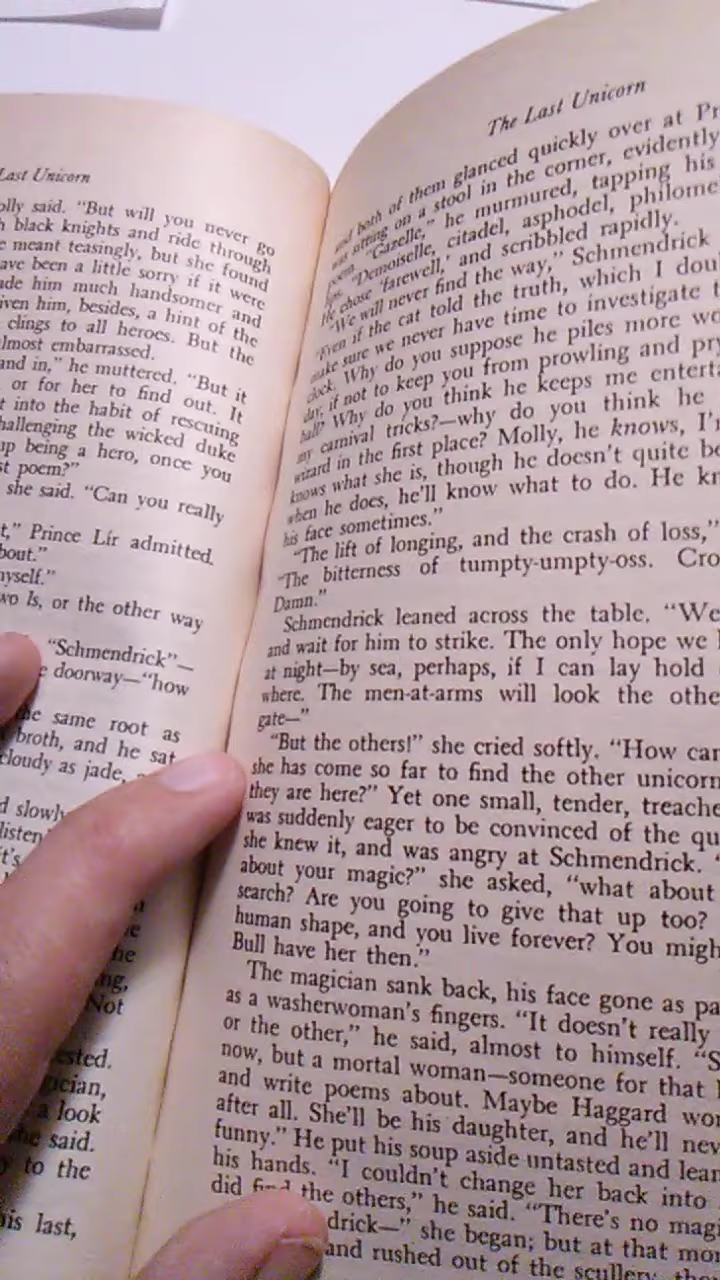 Last Unicorn
olly said. "But will you never go
h black knights and ride through
e meant teasingly, but she found
ave been a little sorry if it were
ade him much handsomer and
iven him, besides, a hint of the
clings to all heroes. But the
lmost embarrassed.
and in," he muttered. "But it
or for her to find out. It
t into the habit of rescuing
hallenging the wicked duke
up being a hero, once you
st poem?"
she said. "Can you really
t," Prince Lír admitted.
bout."
nyself."
wo ls, or the other way
"Schmendrick"—
e doorway—"how
the same root as
broth, and he sat
cloudy as jade,
d slowly
listen
t's
he
ng,
Not
ested.
gician,
a look
she said.
to the
is last,
The Last Unicorn
and both of them glanced quickly over at Pr
was sitting on a stool in the corner, evidently
poem. "Gazelle," he murmured, tapping his
lips. "Demoiselle, citadel, asphodel, philome
He chose 'farewell,' and scribbled rapidly.
"We will never find the way," Schmendrick
"Even if the cat told the truth, which I dou
make sure we never have time to investigate t
clock. Why do you suppose he piles more wo
day, if not to keep you from prowling and pry
hall? Why do you think he keeps me enterta
my carnival tricks?—why do you think he
wizard in the first place? Molly, he knows, I'
knows what she is, though he doesn't quite be
when he does, he'll know what to do. He kn
his face sometimes."
"The lift of longing, and the crash of loss,"
"The bitterness of tumpty-umpty-oss. Cro
Damn."
Schmendrick leaned across the table. "We
and wait for him to strike. The only hope we
at night—by sea, perhaps, if I can lay hold
where. The men-at-arms will look the othe
gate—"
"But the others!" she cried softly. "How can
she has come so far to find the other unicorn
they are here?" Yet one small, tender, treache
was suddenly eager to be convinced of the qu
she knew it, and was angry at Schmendrick. "
about your magic?" she asked, "what about
search? Are you going to give that up too?
human shape, and you live forever? You migh
Bull have her then."
The magician sank back, his face gone as pa
as a washerwoman's fingers. "It doesn't really
or the other," he said, almost to himself. "S
now, but a mortal woman—someone for that
and write poems about. Maybe Haggard wo
after all. She'll be his daughter, and he'll nev
funny." He put his soup aside untasted and lean
his hands. "I couldn't change her back into
did find the others," he said. "There's no magi
drick—" she began; but at that mo
and rushed out of the scullery